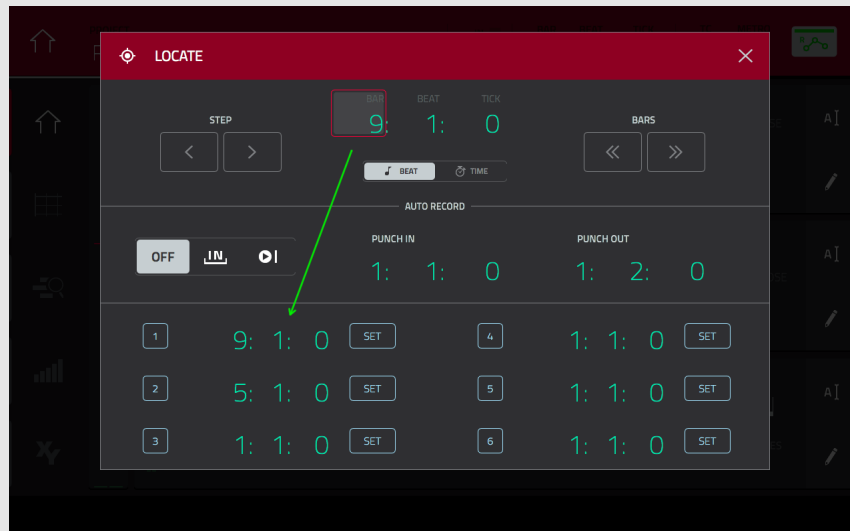 LOCATE
BAR BEAT TICK
STEP 9: 1: 0 BARS
BEAT TIME
AUTO RECORD
PUNCH IN PUNCH OUT
OFF IN 1: 1: 0 1: 2: 0
1 9: 1: 0 SET 4 1: 1: 0 SET
2 5: 1: 0 SET 5 1: 1: 0 SET
3 1: 1: 0 SET 6 1: 1: 0 SET
XY